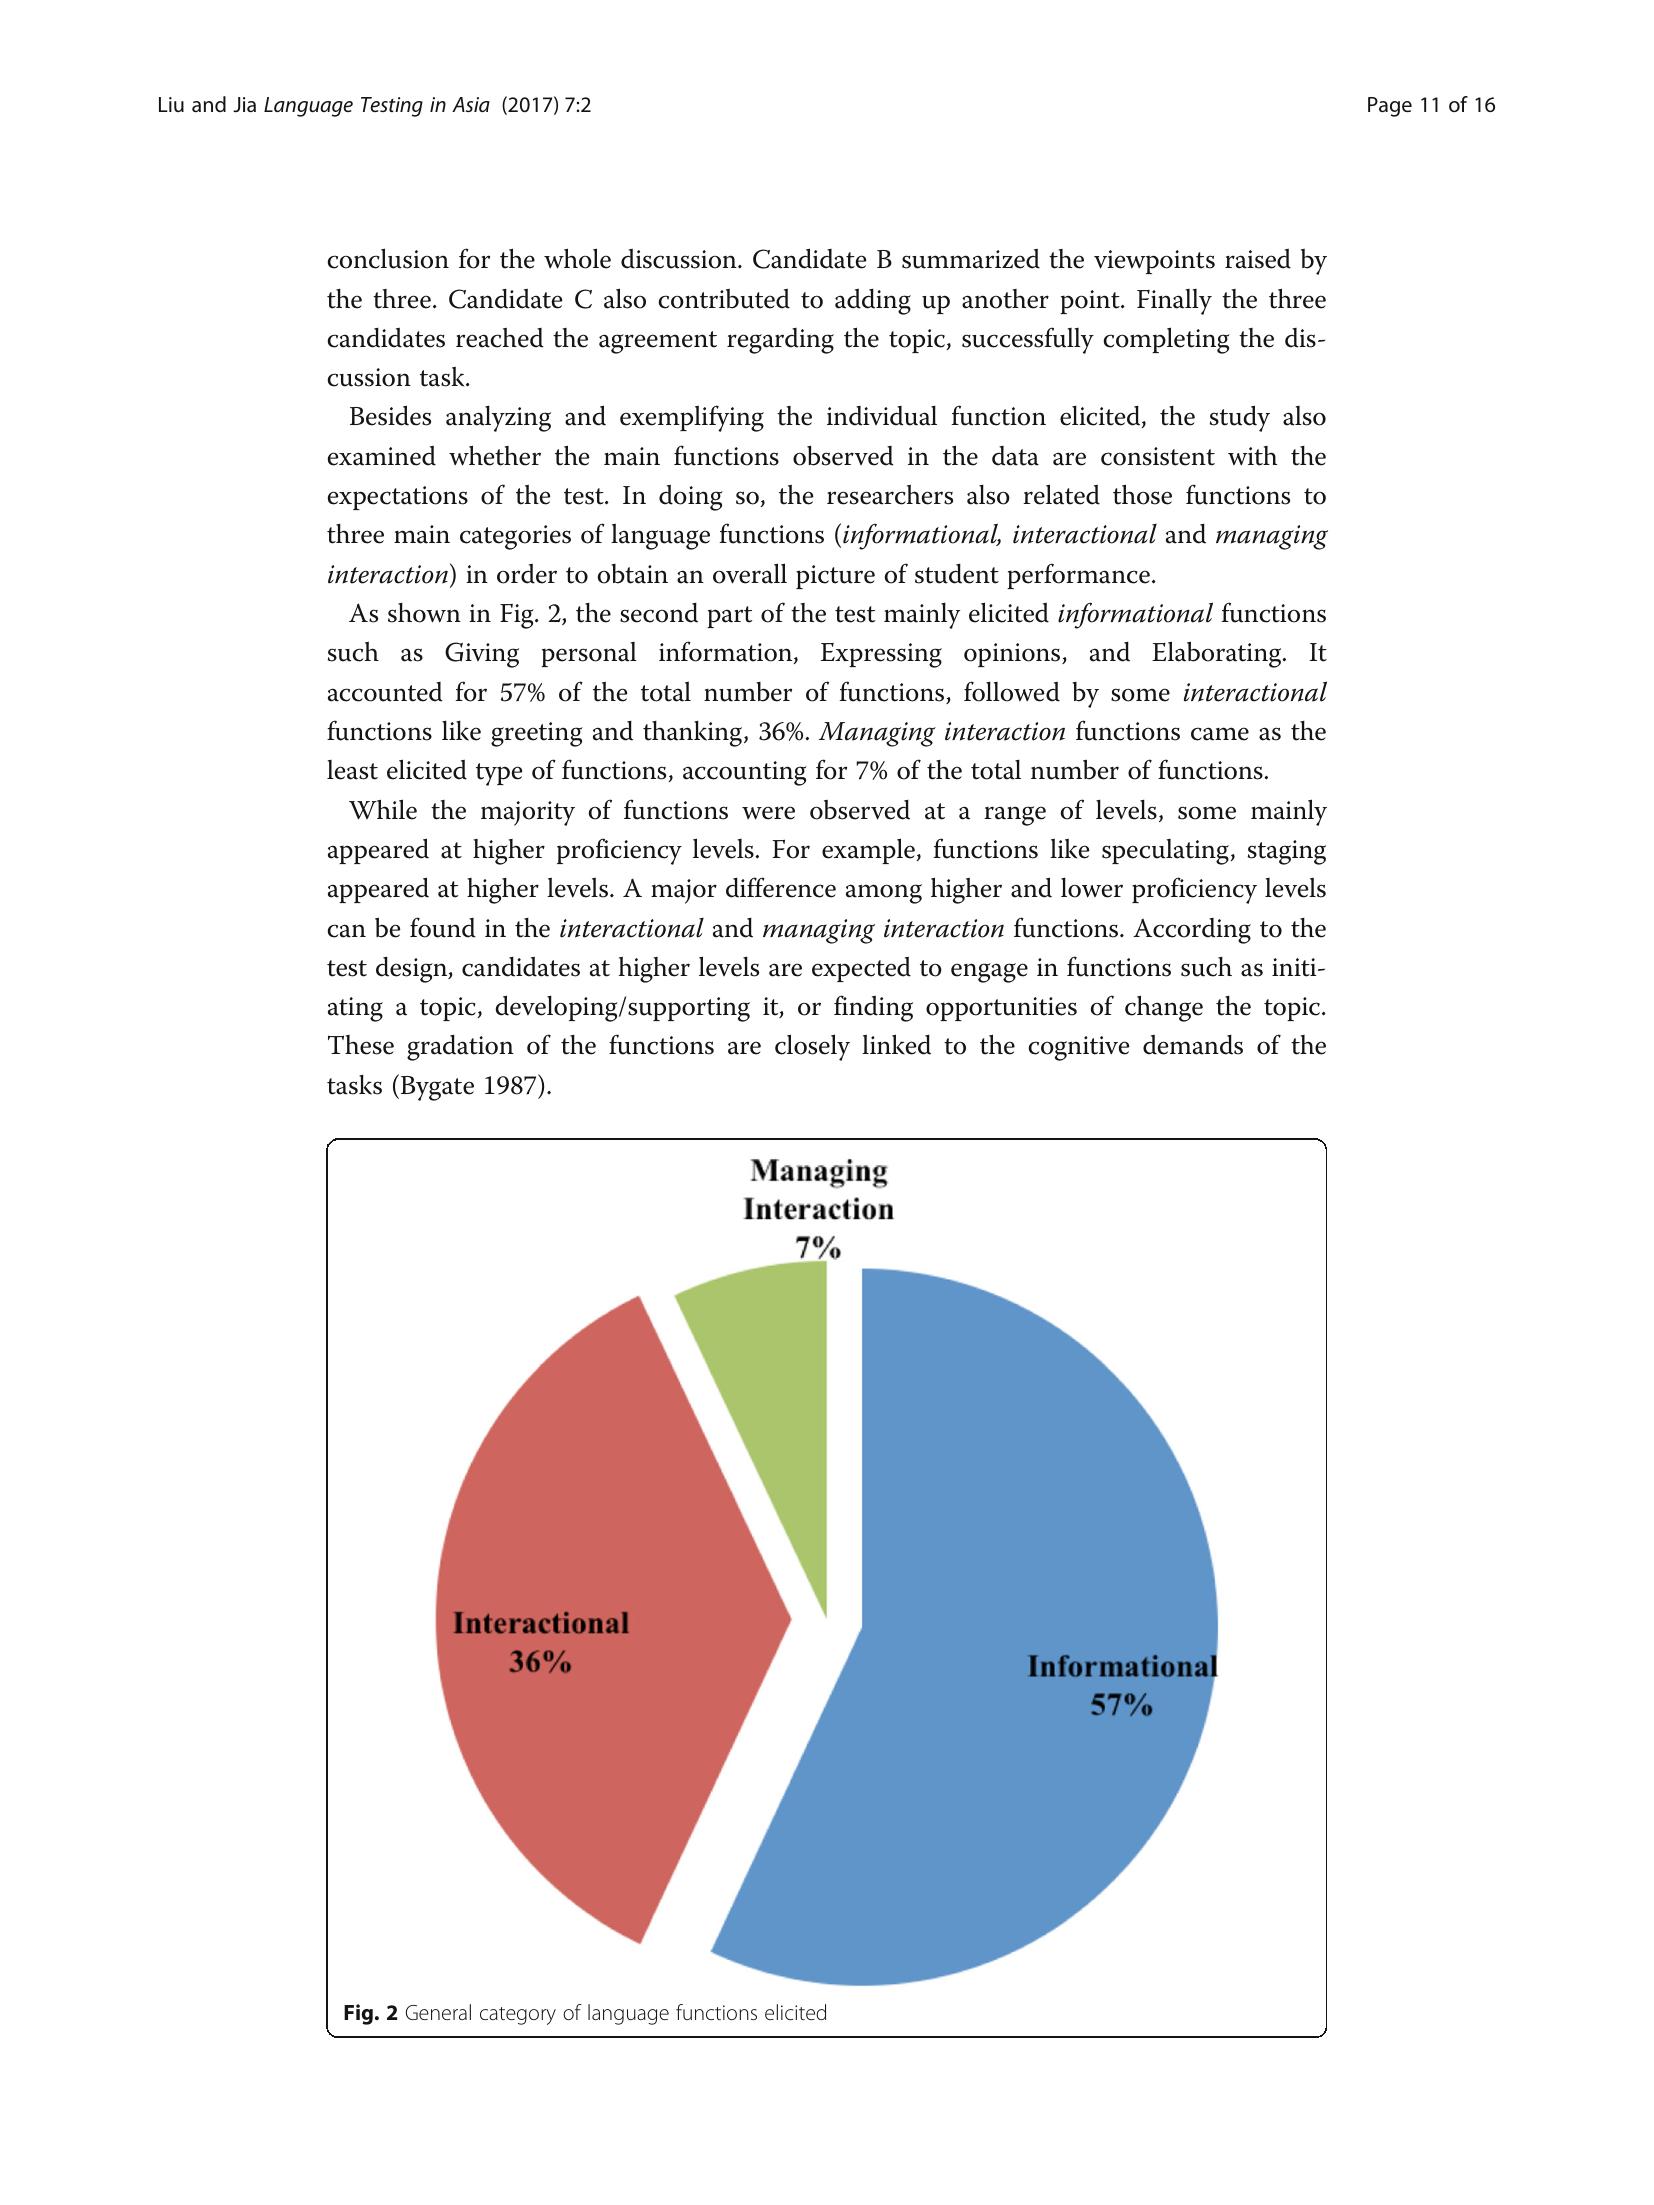 Liu and Jia Language Testing in Asia (2017) 7:2
Page 11 of 16
conclusion for the whole discussion. Candidate B summarized the viewpoints raised by
the three. Candidate C also contributed to adding up another point. Finally the three
candidates reached the agreement regarding the topic, successfully completing the dis-
cussion task.
Besides analyzing and exemplifying the individual function elicited, the study also
examined whether the main functions observed in the data are consistent with the
expectations of the test. In doing so, the researchers also related those functions to
three main categories of language functions (informational, interactional and managing
interaction) in order to obtain an overall picture of student performance.
As shown in Fig. 2, the second part of the test mainly elicited informational functions
such as Giving personal information, Expressing opinions, and Elaborating. It
accounted for 57% of the total number of functions, followed by some interactional
functions like greeting and thanking, 36%. Managing interaction functions came as the
least elicited type of functions, accounting for 7% of the total number of functions.
While the majority of functions were observed at a range of levels, some mainly
appeared at higher proficiency levels. For example, functions like speculating, staging
appeared at higher levels. A major difference among higher and lower proficiency levels
can be found in the interactional and managing interaction functions. According to the
test design, candidates at higher levels are expected to engage in functions such as initi-
ating a topic, developing/supporting it, or finding opportunities of change the topic.
These gradation of the functions are closely linked to the cognitive demands of the
tasks (Bygate 1987).
Managing
Interaction
7%
Interactional
36%
Informational
57%
Fig. 2 General category of language functions elicited